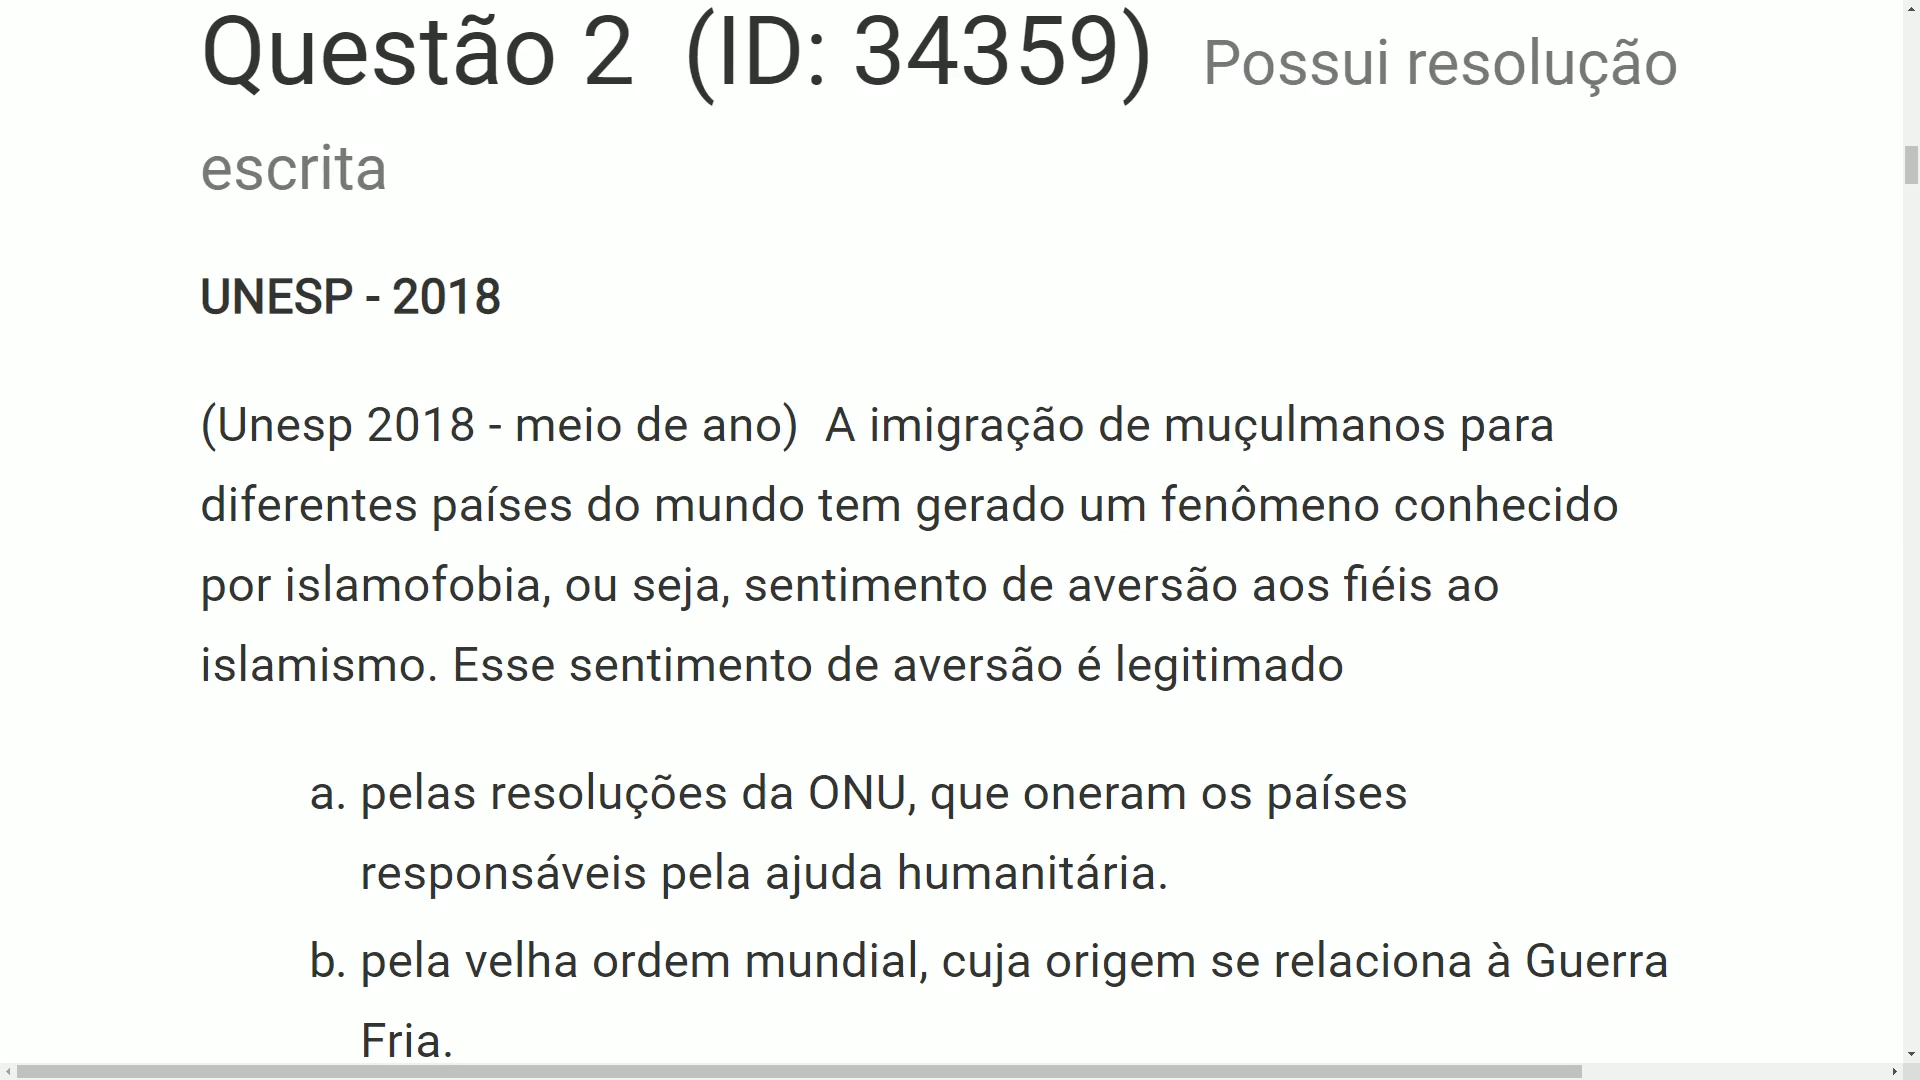 Questão 2 (ID: 34359) Possui resolução
escrita
UNESP - 2018
(Unesp 2018 - meio de ano) A imigração de muçulmanos para
diferentes países do mundo tem gerado um fenômeno conhecido
por islamofobia, ou seja, sentimento de aversão aos fiéis ao
islamismo. Esse sentimento de aversão é legitimado
a. pelas resoluções da ONU, que oneram os países
responsáveis pela ajuda humanitária.
b. pela velha ordem mundial, cuja origem se relaciona à Guerra
Fria.